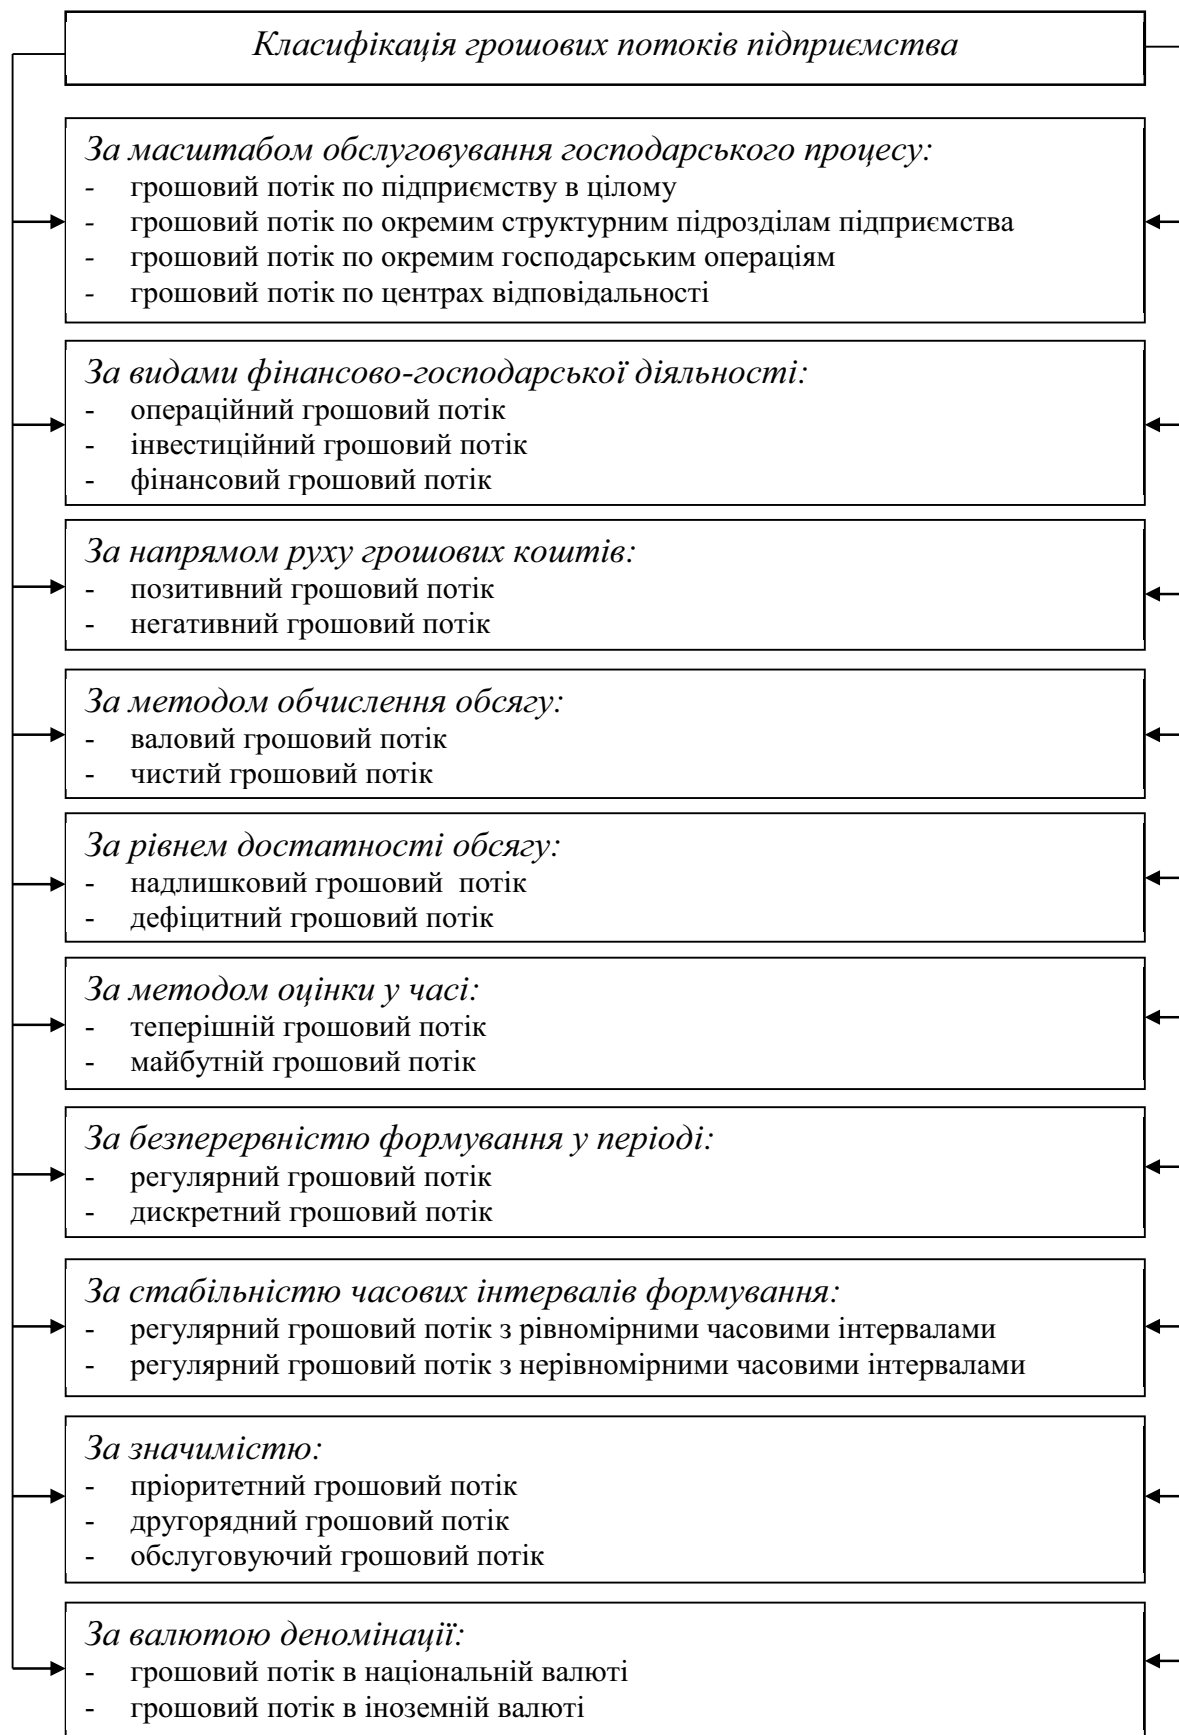 Класифікація грошових потоків підприємства
За масштабом обслуговування господарського процесу:
- грошовий потік по підприємству в цілому
- грошовий потік по окремим структурним підрозділам підприємства
- грошовий потік по окремим господарським операціям
- грошовий потік по центрах відповідальності
За видами фінансово-господарської діяльності:
- операційний грошовий потік
- інвестиційний грошовий потік
- фінансовий грошовий потік
За напрямом руху грошових коштів:
- позитивний грошовий потік
- негативний грошовий потік
За методом обчислення обсягу:
- валовий грошовий потік
- чистий грошовий потік
За рівнем достатності обсягу:
- надлишковий грошовий потік
- дефіцитний грошовий потік
За методом оцінки у часі:
- теперішній грошовий потік
- майбутній грошовий потік
За безперервністю формування у періоді:
- регулярний грошовий потік
- дискретний грошовий потік
За стабільністю часових інтервалів формування:
- регулярний грошовий потік з рівномірними часовими інтервалами
- регулярний грошовий потік з нерівномірними часовими інтервалами
За значимістю:
- пріоритетний грошовий потік
- другорядний грошовий потік
- обслуговуючий грошовий потік
За валютою деномінації:
- грошовий потік в національній валюті
- грошовий потік в іноземній валюті